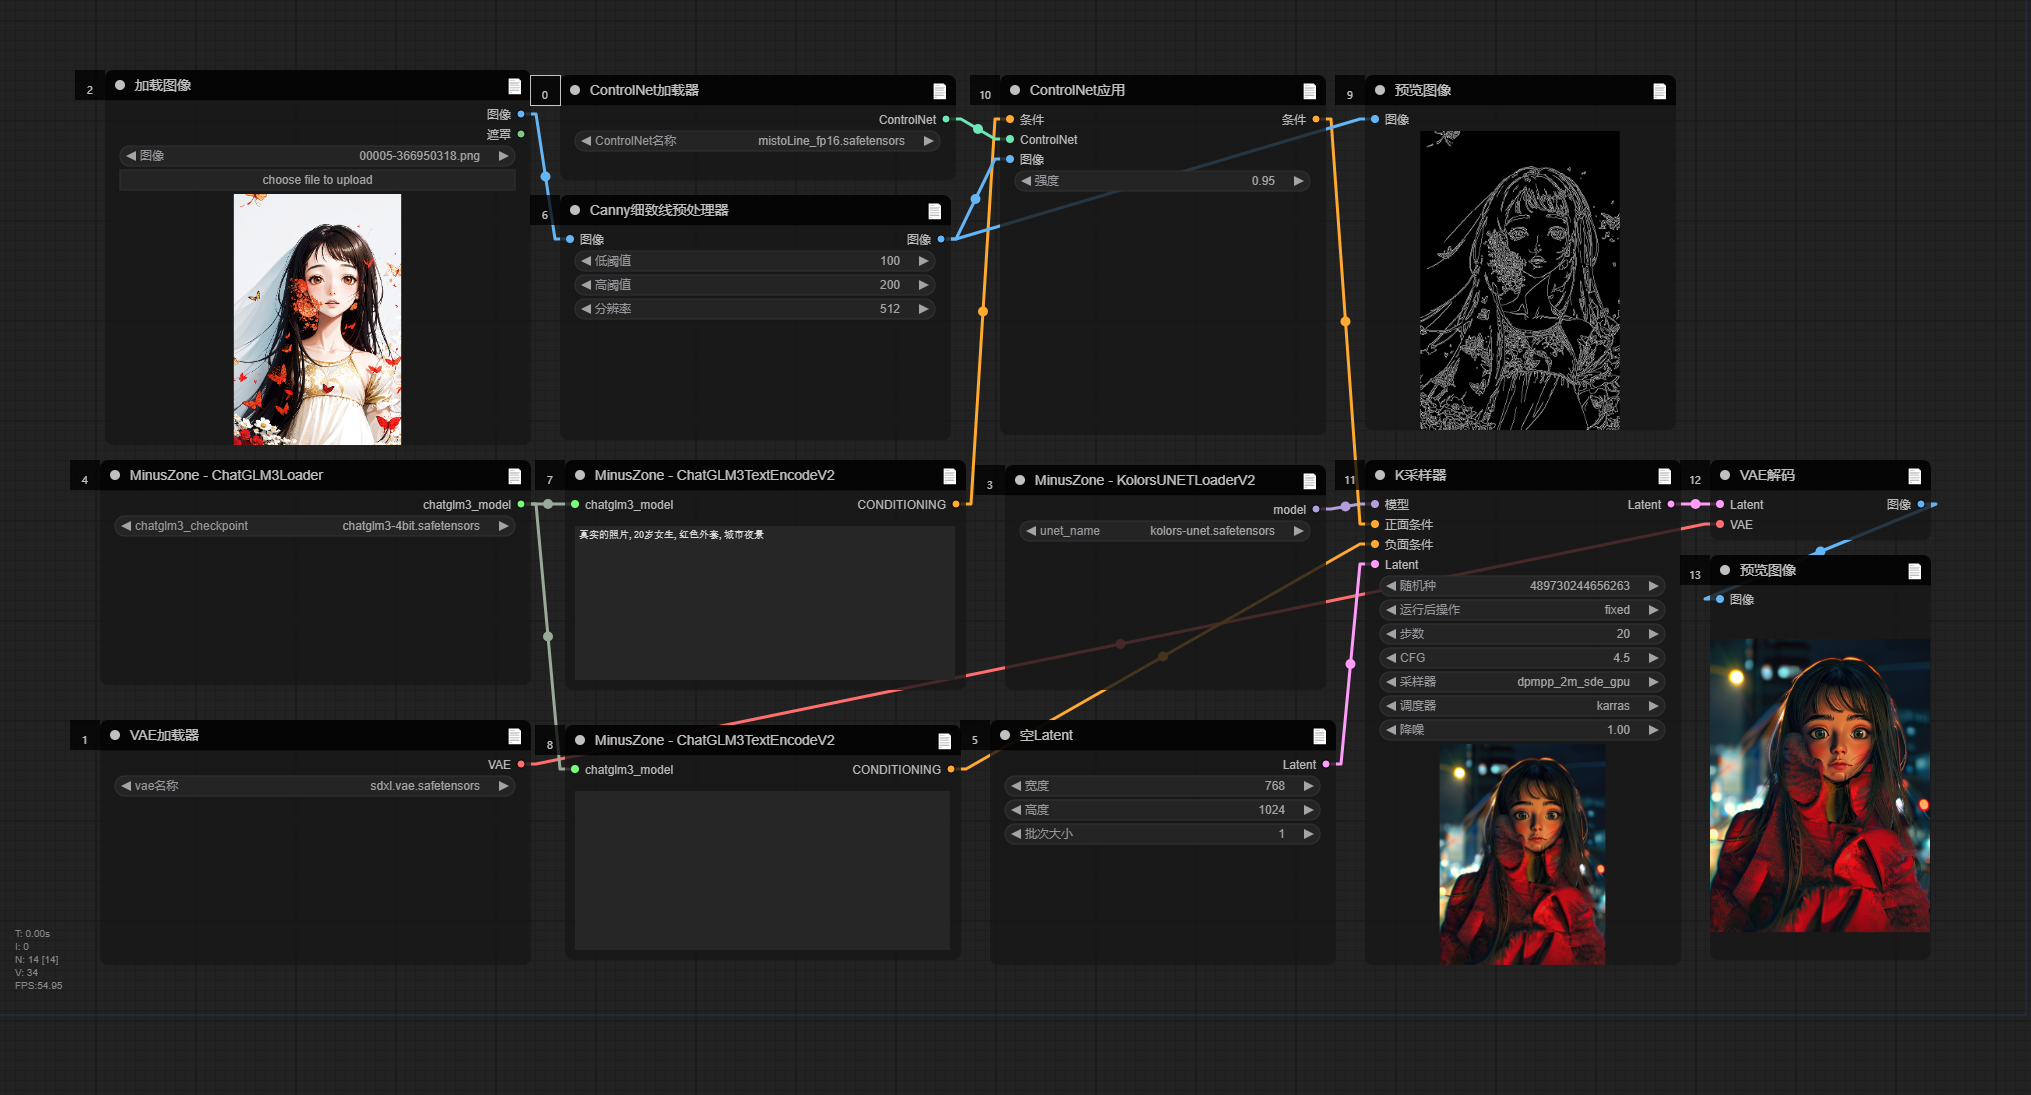 2
加载图像
图像
遮罩
图像
00005-366950318.png
choose file to upload
0
ControlNet加载器
ControlNet
ControlNet名称
mistoLine_fp16.safetensors
6
Canny细致线预处理器
图像
图像
低阈值
100
高阈值
200
分辨率
512
10
ControlNet应用
条件
条件
ControlNet
图像
强度
0.95
9
预览图像
图像
4
MinusZone - ChatGLM3Loader
chatglm3_model
chatglm3_checkpoint
chatglm3-4bit.safetensors
7
MinusZone - ChatGLM3TextEncodeV2
chatglm3_model
CONDITIONING
真实的照片, 20岁女生, 红色外套, 城市夜景
3
MinusZone - KolorsUNETLoaderV2
model
unet_name
kolors-unet.safetensors
11
K采样器
模型
Latent
正面条件
负面条件
Latent
随机种
489730244656263
运行后操作
fixed
步数
20
CFG
4.5
采样器
dpmpp_2m_sde_gpu
调度器
karras
降噪
1.00
12
VAE解码
Latent
图像
VAE
13
预览图像
图像
1
VAE加载器
VAE
vae名称
sdxl.vae.safetensors
8
MinusZone - ChatGLM3TextEncodeV2
chatglm3_model
CONDITIONING
5
空Latent
Latent
宽度
768
高度
1024
批次大小
1
T: 0.00s
I: 0
N: 14 [14]
V: 34
FPS:54.95